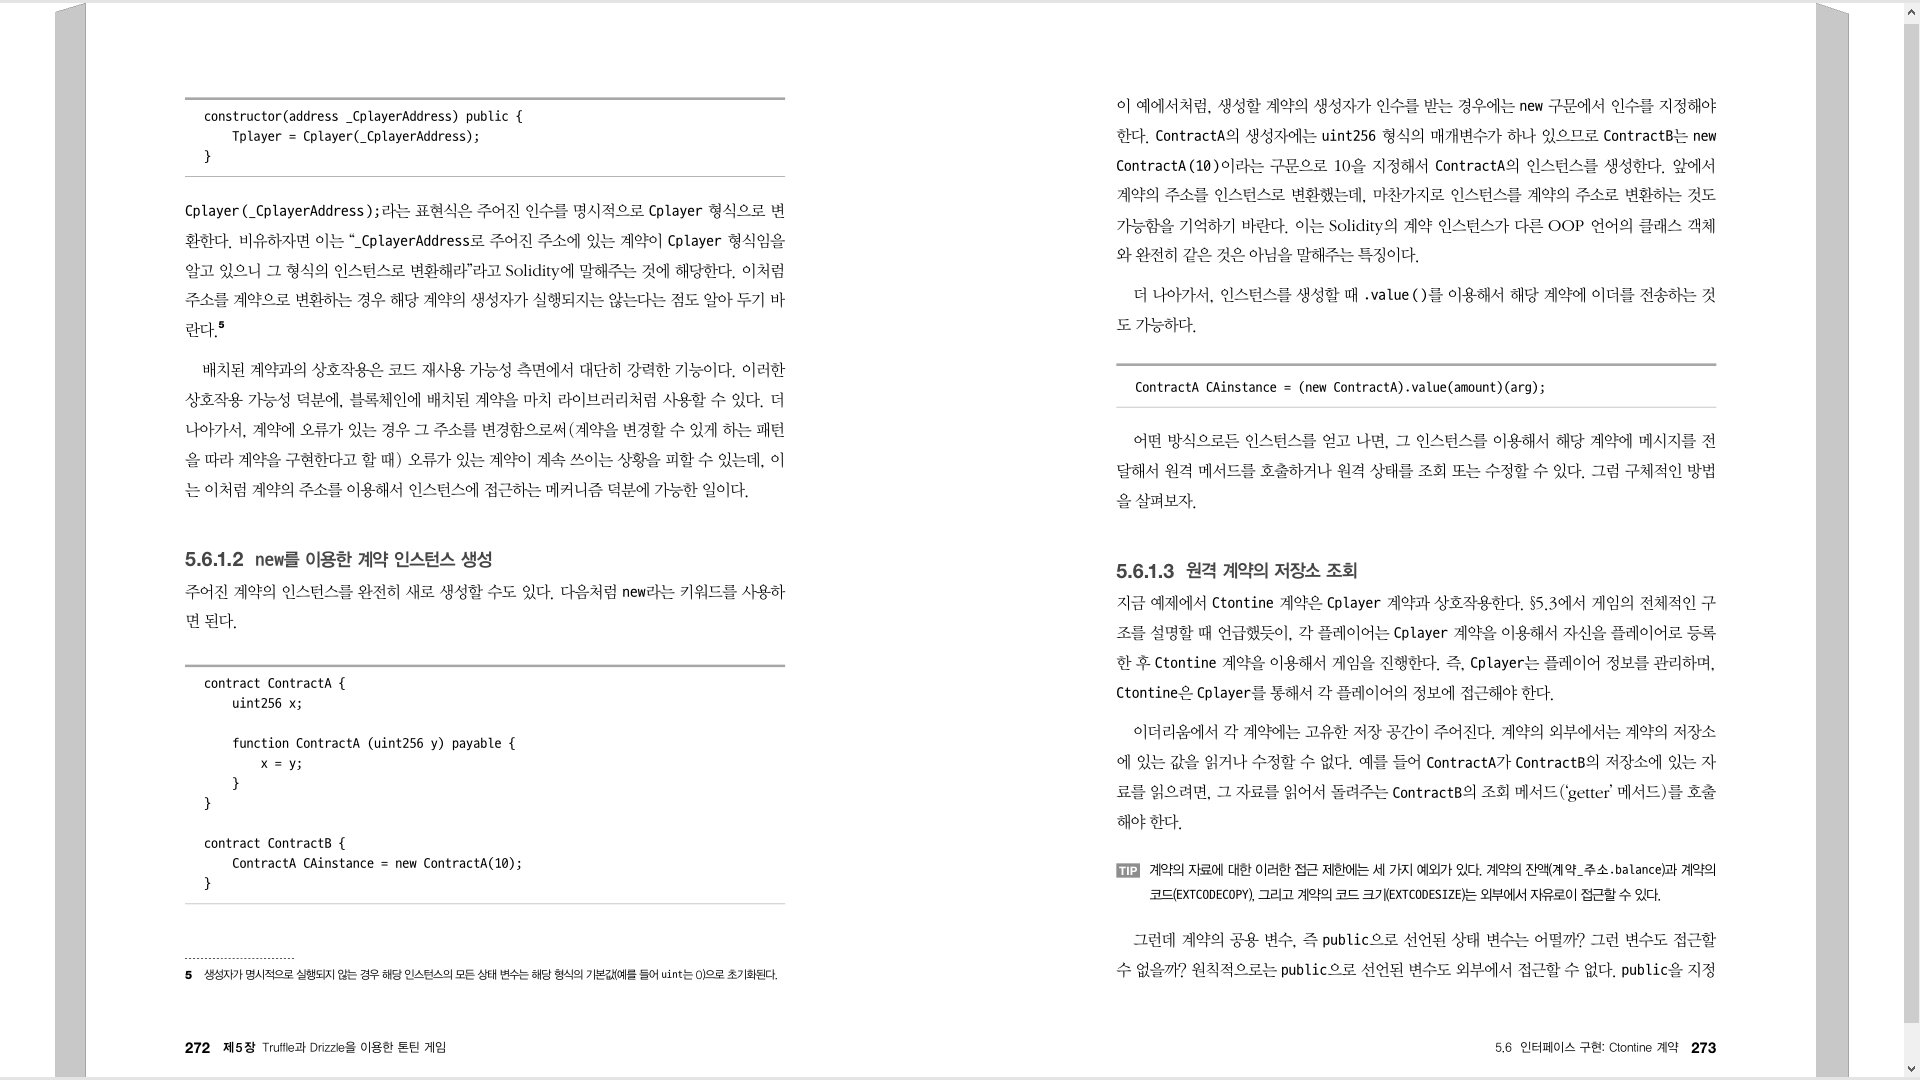 constructor(address _CplayerAddress) public {
    Tplayer = Cplayer(_CplayerAddress);
}
Cplayer(_CplayerAddress);라는 표현식은 주어진 인수를 명시적으로 Cplayer 형식으로 변
환한다. 비유하자면 이는 “_CplayerAddress로 주어진 주소에 있는 계약이 Cplayer 형식임을
알고 있으니 그 형식의 인스턴스로 변환해라”라고 Solidity에 말해주는 것에 해당한다. 이처럼
주소를 계약으로 변환하는 경우 해당 계약의 생성자가 실행되지는 않는다는 점도 알아 두기 바
란다.5
배치된 계약과의 상호작용은 코드 재사용 가능성 측면에서 대단히 강력한 기능이다. 이러한
상호작용 가능성 덕분에, 블록체인에 배치된 계약을 마치 라이브러리처럼 사용할 수 있다. 더
나아가서, 계약에 오류가 있는 경우 그 주소를 변경함으로써(계약을 변경할 수 있게 하는 패턴
을 따라 계약을 구현한다고 할 때) 오류가 있는 계약이 계속 쓰이는 상황을 피할 수 있는데, 이
는 이처럼 계약의 주소를 이용해서 인스턴스에 접근하는 메커니즘 덕분에 가능한 일이다.
5.6.1.2 new를 이용한 계약 인스턴스 생성
주어진 계약의 인스턴스를 완전히 새로 생성할 수도 있다. 다음처럼 new라는 키워드를 사용하
면 된다.
contract ContractA {
    uint256 x;
    function ContractA (uint256 y) payable {
        x = y;
    }
}
contract ContractB {
    ContractA CAinstance = new ContractA(10);
}
5 생성자가 명시적으로 실행되지 않는 경우 해당 인스턴스의 모든 상태 변수는 해당 형식의 기본값(예를 들어 uint는 0)으로 초기화된다.
272 제5장 Truffle과 Drizzle을 이용한 톤틴 게임
이 예에서처럼, 생성할 계약의 생성자가 인수를 받는 경우에는 new 구문에서 인수를 지정해야
한다. ContractA의 생성자에는 uint256 형식의 매개변수가 하나 있으므로 ContractB는 new
ContractA(10)이라는 구문으로 10을 지정해서 ContractA의 인스턴스를 생성한다. 앞에서
계약의 주소를 인스턴스로 변환했는데, 마찬가지로 인스턴스를 계약의 주소로 변환하는 것도
가능함을 기억하기 바란다. 이는 Solidity의 계약 인스턴스가 다른 OOP 언어의 클래스 객체
와 완전히 같은 것은 아님을 말해주는 특징이다.
더 나아가서, 인스턴스를 생성할 때 .value()를 이용해서 해당 계약에 이더를 전송하는 것
도 가능하다.
ContractA CAinstance = (new ContractA).value(amount)(arg);
어떤 방식으로든 인스턴스를 얻고 나면, 그 인스턴스를 이용해서 해당 계약에 메시지를 전
달해서 원격 메서드를 호출하거나 원격 상태를 조회 또는 수정할 수 있다. 그럼 구체적인 방법
을 살펴보자.
5.6.1.3 원격 계약의 저장소 조회
지금 예제에서 Ctontine 계약은 Cplayer 계약과 상호작용한다. §5.3에서 게임의 전체적인 구
조를 설명할 때 언급했듯이, 각 플레이어는 Cplayer 계약을 이용해서 자신을 플레이어로 등록
한 후 Ctontine 계약을 이용해서 게임을 진행한다. 즉, Cplayer는 플레이어 정보를 관리하며,
Ctontine은 Cplayer를 통해서 각 플레이어의 정보에 접근해야 한다.
이더리움에서 각 계약에는 고유한 저장 공간이 주어진다. 계약의 외부에서는 계약의 저장소
에 있는 값을 읽거나 수정할 수 없다. 예를 들어 ContractA가 ContractB의 저장소에 있는 자
료를 읽으려면, 그 자료를 읽어서 돌려주는 ContractB의 조회 메서드(‘getter’ 메서드)를 호출
해야 한다.
TIP 계약의 자료에 대한 이러한 접근 제한에는 세 가지 예외가 있다. 계약의 잔액(계약_주소.balance)과 계약의
코드(EXTCODECOPY), 그리고 계약의 코드 크기(EXTCODESIZE)는 외부에서 자유로이 접근할 수 있다.
그런데 계약의 공용 변수, 즉 public으로 선언된 상태 변수는 어떨까? 그런 변수도 접근할
수 없을까? 원칙적으로는 public으로 선언된 변수도 외부에서 접근할 수 없다. public을 지정
5.6 인터페이스 구현: Ctontine 계약 273